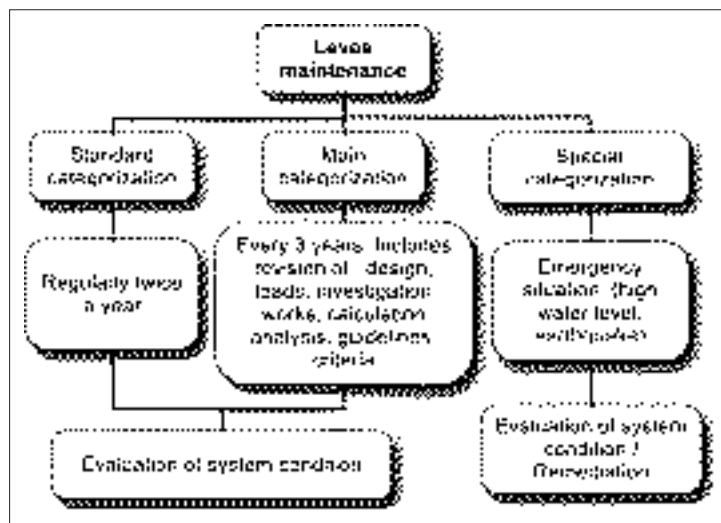 Levee
maintenance
Standard
categorization
Main
categorization
Special
categorization
Regularly twice
a year
Every 3 years. Includes
revision of design,
loads, investigation
works, calculation
analysis, guidelines
criteria
Emergency
situation (high
water level,
earthquake)
Evaluation of system condition
Evaluation of system
condition /
Remediation